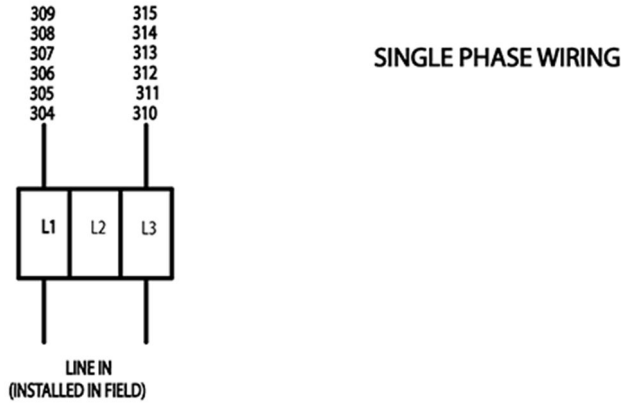 309 315
308 314
307 313
306 312
305 311
304 310
SINGLE PHASE WIRING
L1 L2 L3
LINE IN
(INSTALLED IN FIELD)